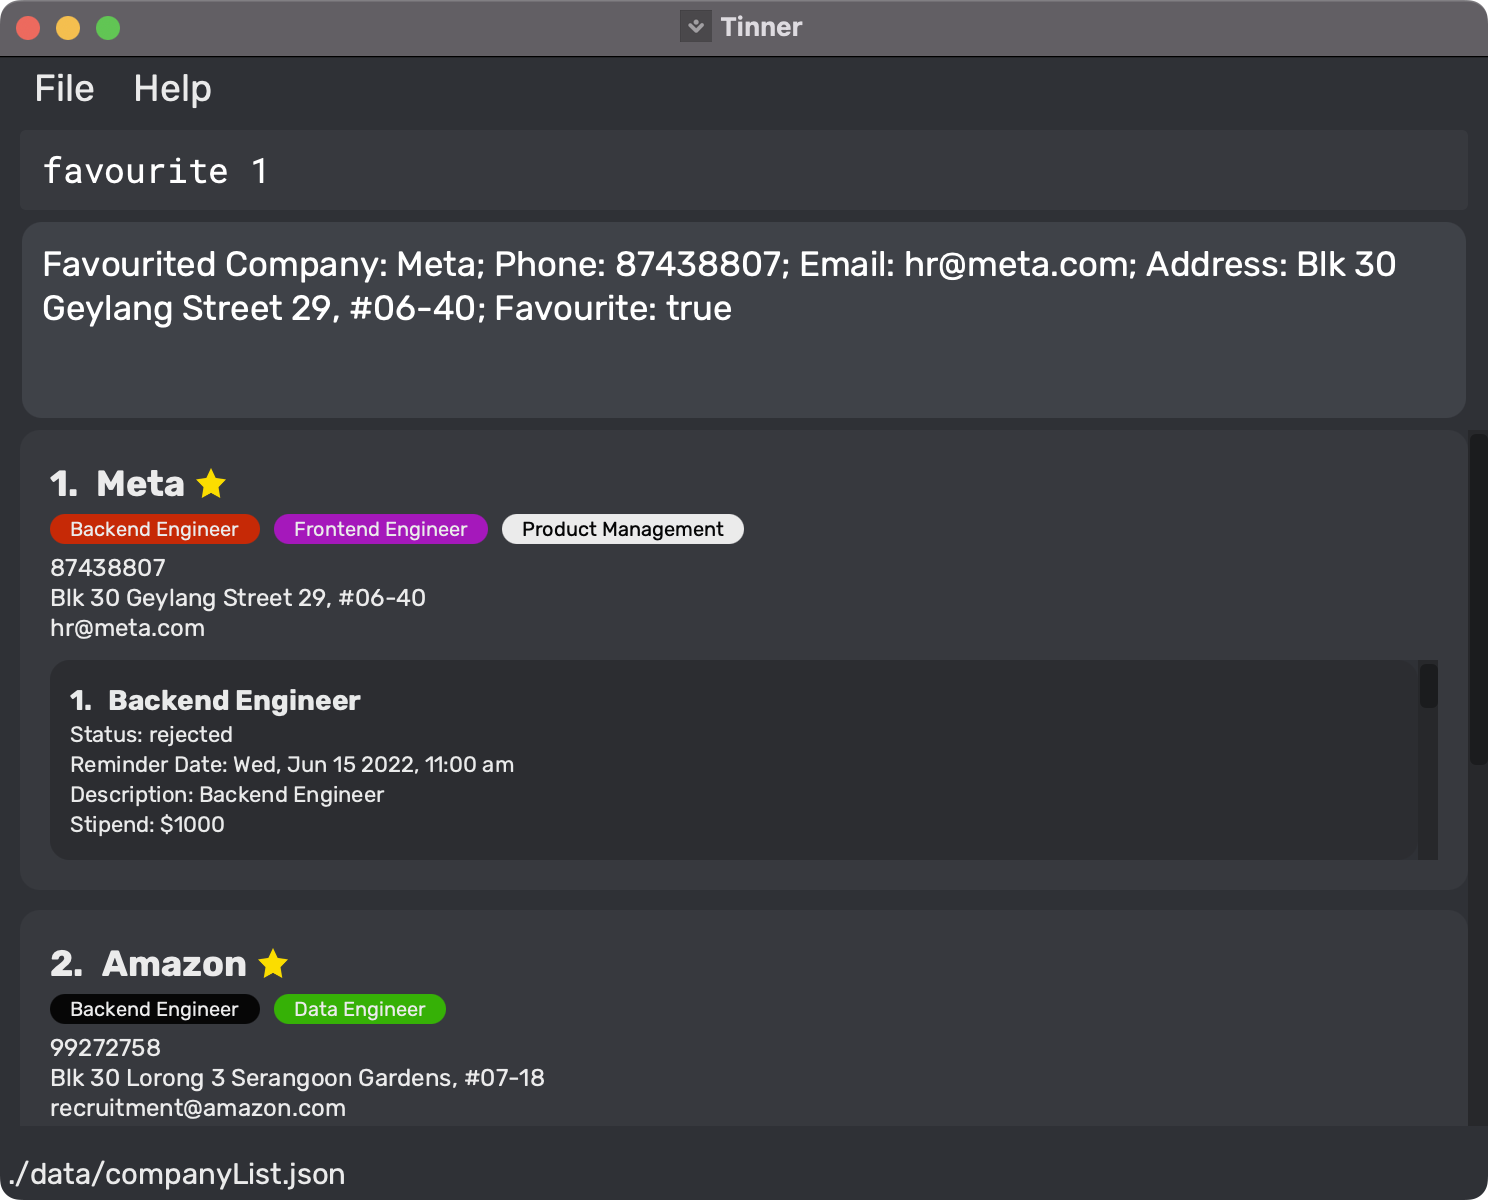 Tinner
File Help
favourite 1
Favourited Company: Meta; Phone: 87438807; Email: hr@meta.com; Address: Blk 30
Geylang Street 29, #06-40; Favourite: true
1. Meta
Backend Engineer Frontend Engineer Product Management
87438807
Blk 30 Geylang Street 29, #06-40
hr@meta.com
1. Backend Engineer
Status: rejected
Reminder Date: Wed, Jun 15 2022, 11:00 am
Description: Backend Engineer
Stipend: $1000
2. Amazon
Backend Engineer Data Engineer
99272758
Blk 30 Lorong 3 Serangoon Gardens, #07-18
recruitment@amazon.com
./data/companyList.json